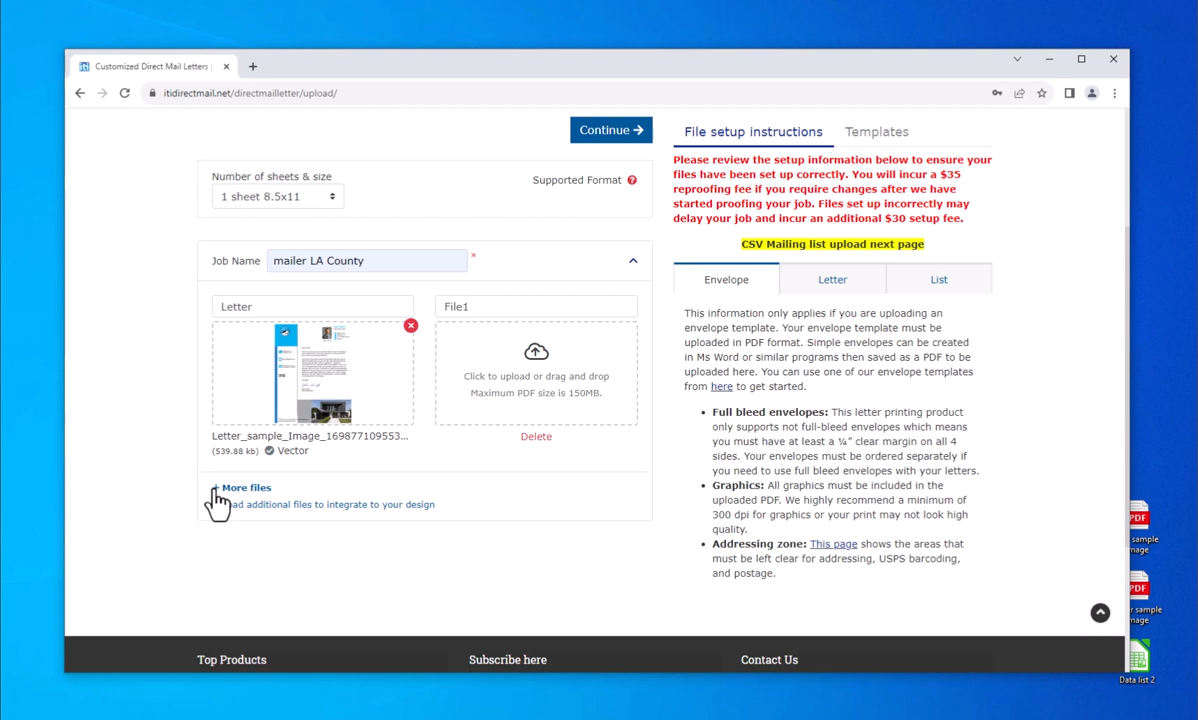 Customized Direct Mail Letters |
itidirectmail.net/directmailletter/upload/
Continue
Number of sheets & size
1 sheet 8.5x11
Supported Format
Job Name
mailer LA County
*
Letter
File1
Click to upload or drag and drop
Maximum PDF size is 150MB.
Letter_sample_Image_169877109553...
(539.88 kb) Vector
Delete
+ More files
ad additional files to integrate to your design
File setup instructions
Templates
Please review the setup information below to ensure your
files have been set up correctly. You will incur a $35
reproofing fee if you require changes after we have
started proofing your job. Files set up incorrectly may
delay your job and incur an additional $30 setup fee.
CSV Mailing list upload next page
Envelope
Letter
List
This information only applies if you are uploading an
envelope template. Your envelope template must be
uploaded in PDF format. Simple envelopes can be created
in Ms Word or similar programs then saved as a PDF to be
uploaded here. You can use one of our envelope templates
from here to get started.
• Full bleed envelopes: This letter printing product
only supports not full-bleed envelopes which means
you must have at least a ¼” clear margin on all 4
sides. Your envelopes must be ordered separately if
you need to use full bleed envelopes with your letters.
• Graphics: All graphics must be included in the
uploaded PDF. We highly recommend a minimum of
300 dpi for graphics or your print may not look high
quality.
• Addressing zone: This page shows the areas that
must be left clear for addressing, USPS barcoding,
and postage.
Top Products
Subscribe here
Contact Us
PDF
sample
mage
PDF
r sample
mage
Data list 2